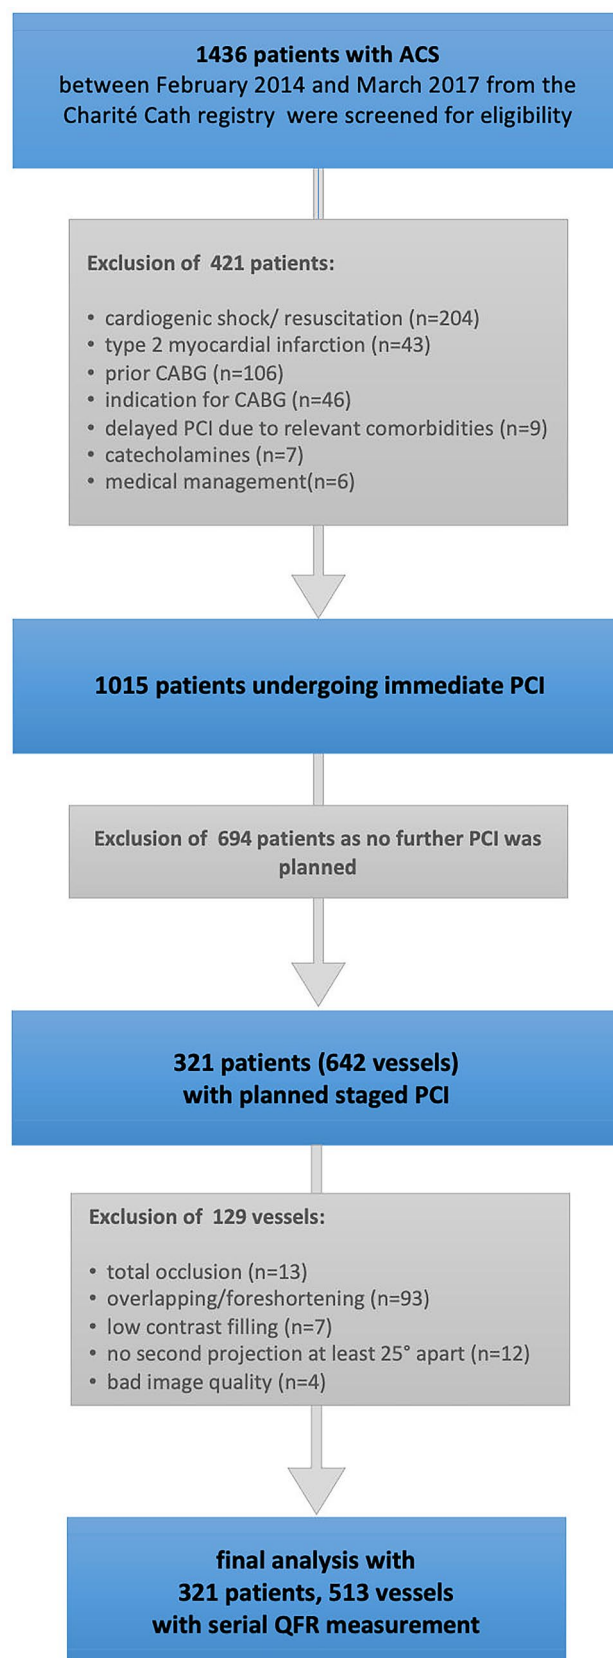 1436 patients with ACS
between February 2014 and March 2017 from the
Charité Cath registry were screened for eligibility
Exclusion of 421 patients:
• cardiogenic shock/ resuscitation (n=204)
• type 2 myocardial infarction (n=43)
• prior CABG (n=106)
• indication for CABG (n=46)
• delayed PCI due to relevant comorbidities (n=9)
• catecholamines (n=7)
• medical management(n=6)
1015 patients undergoing immediate PCI
Exclusion of 694 patients as no further PCI was
planned
321 patients (642 vessels)
with planned staged PCI
Exclusion of 129 vessels:
• total occlusion (n=13)
• overlapping/foreshortening (n=93)
• low contrast filling (n=7)
• no second projection at least 25° apart (n=12)
• bad image quality (n=4)
final analysis with
321 patients, 513 vessels
with serial QFR measurement